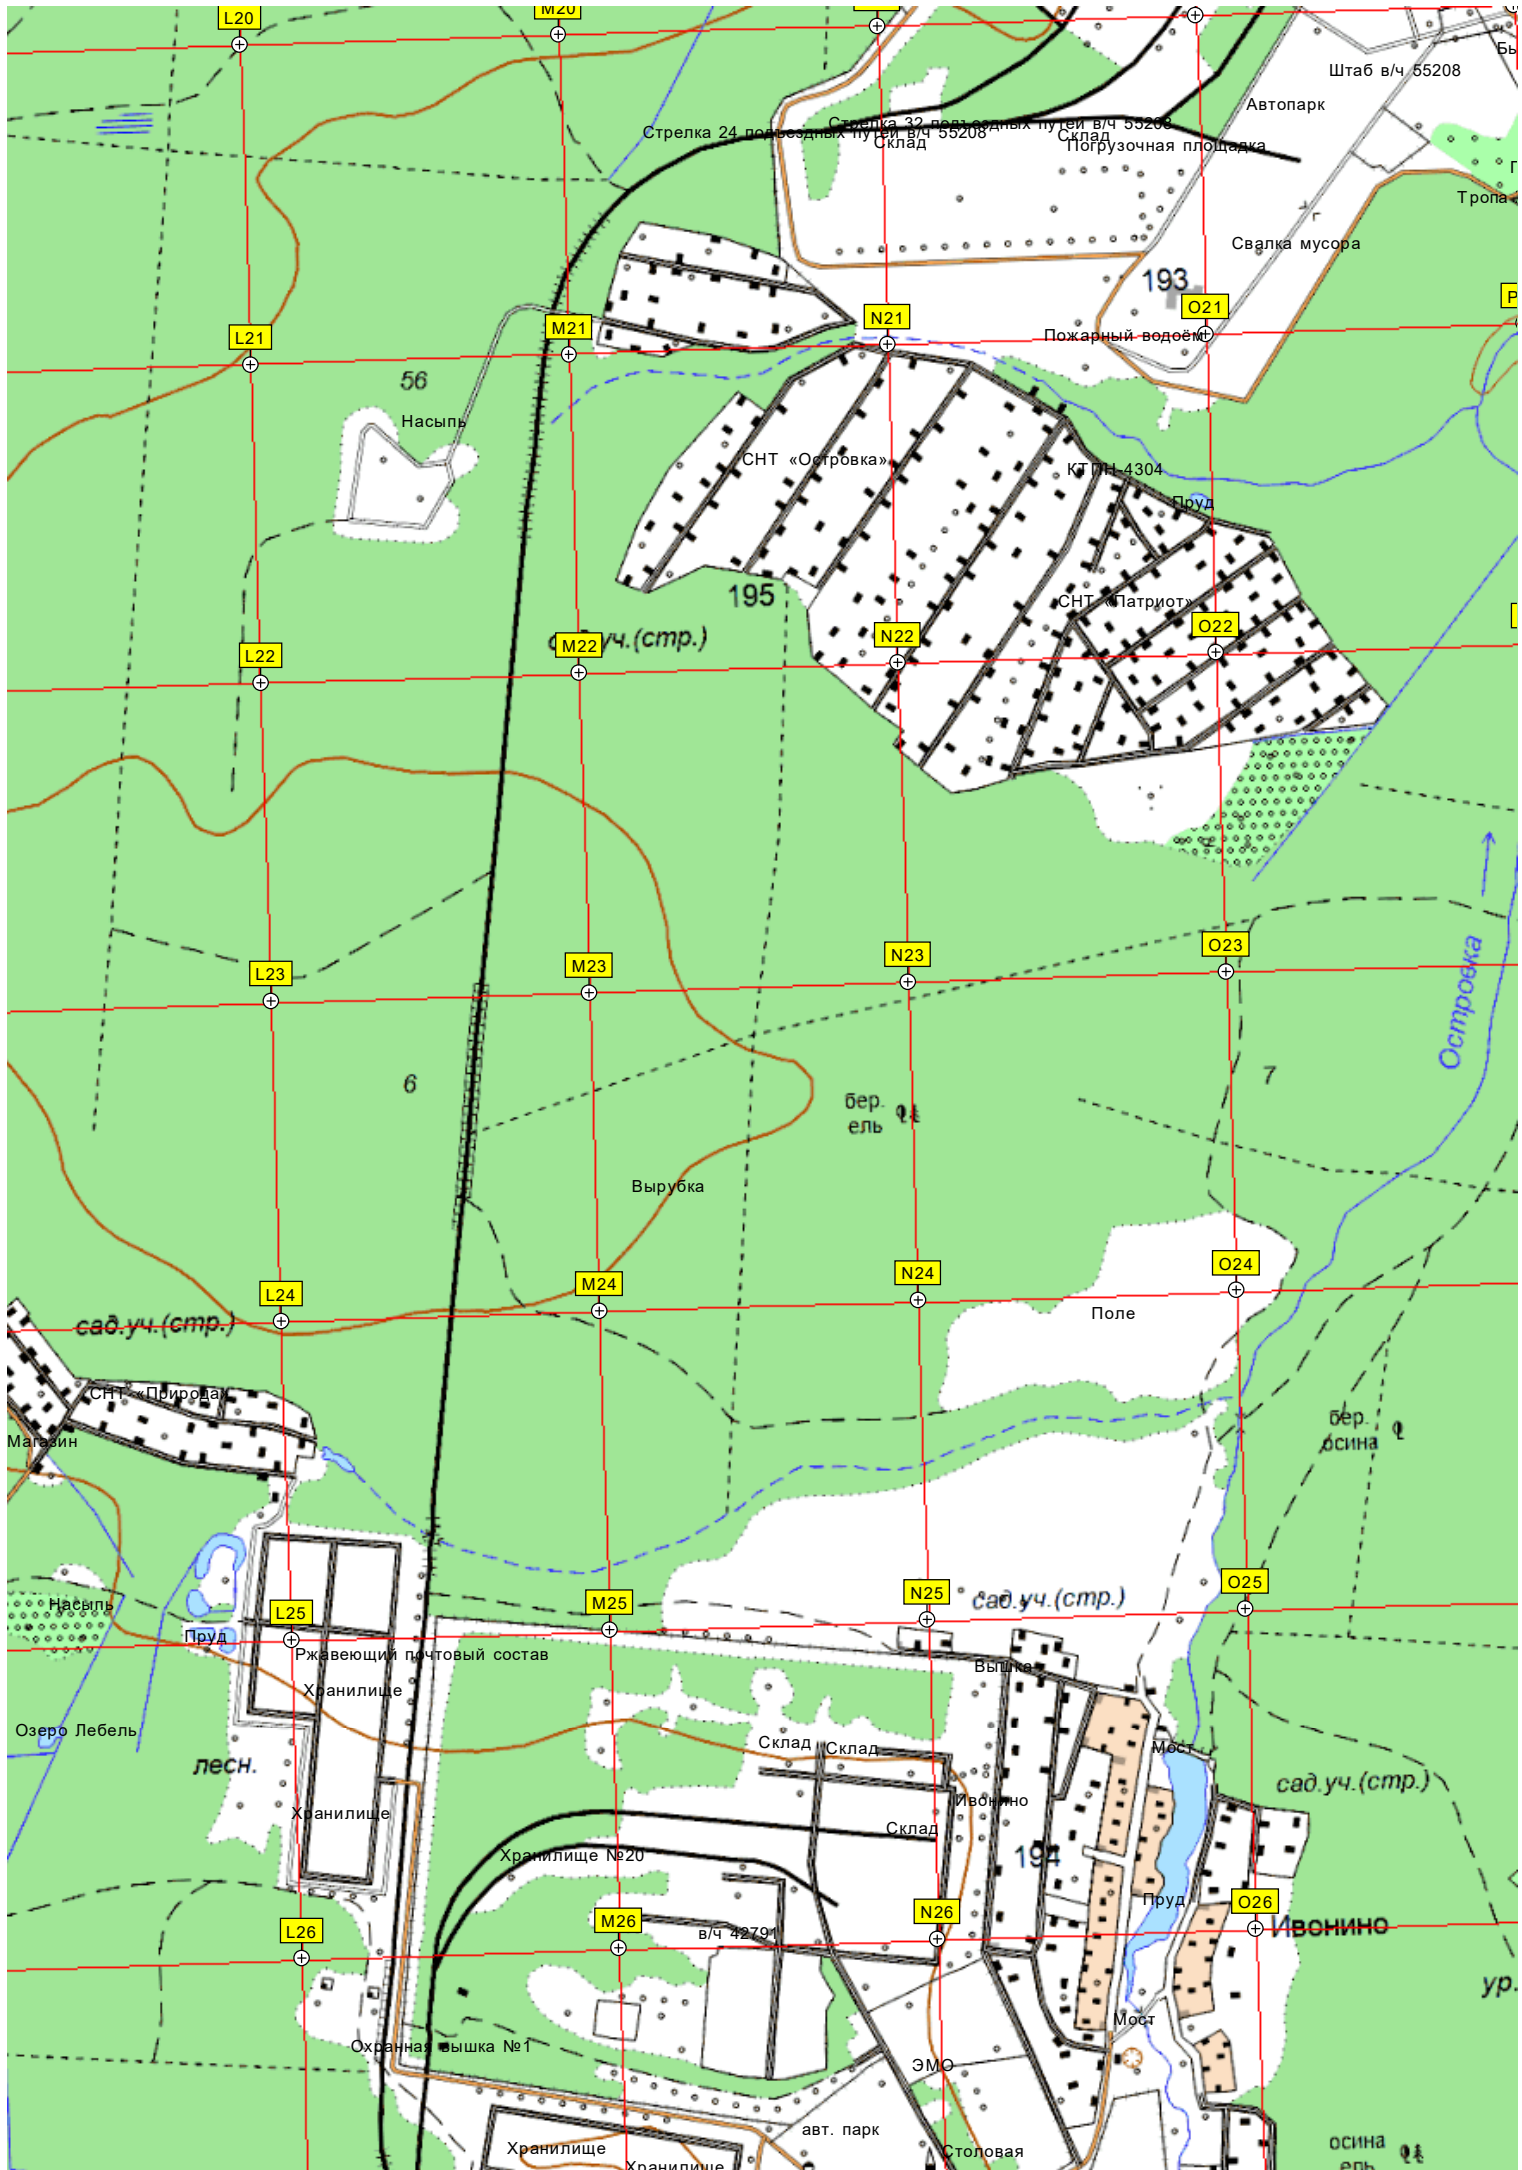 L20
M20
Штаб в/ч 55208
Автопарк
Стрелка 32 подъездных путей в/ч 55208
Стрелка 24 подъездных путей в/ч 55208
Склад
Склад
Погрузочная площадка
Тропа
Свалка мусора
193
O21
N21
M21
L21
Пожарный водоём
56
Насыпь
СНТ «Островка»
КТПН-4304
Пруд
195
СНТ «Патриот»
O22
N22
уч.(стр.)
M22
L22
O23
N23
M23
L23
Островка
6
7
бер.
ель
Вырубка
O24
N24
M24
L24
Поле
сад.уч.(стр.)
СНТ «Природа»
Магазин
бер.
осина
O25
N25
сад.уч.(стр.)
M25
L25
Насыпь
Пруд
Ржавеющий почтовый состав
Вышка
Хранилище
Озеро Лебель
Склад
Склад
Мост
лесн.
сад.уч.(стр.)
Ивонино
Хранилище
Склад
Хранилище №20
194
Пруд
O26
N26
M26
L26
в/ч 42791
Ивонино
ур.
Мост
Охранная вышка №1
ЭМО
авт. парк
осина
Хранилище
Столовая
Хранилище
ель